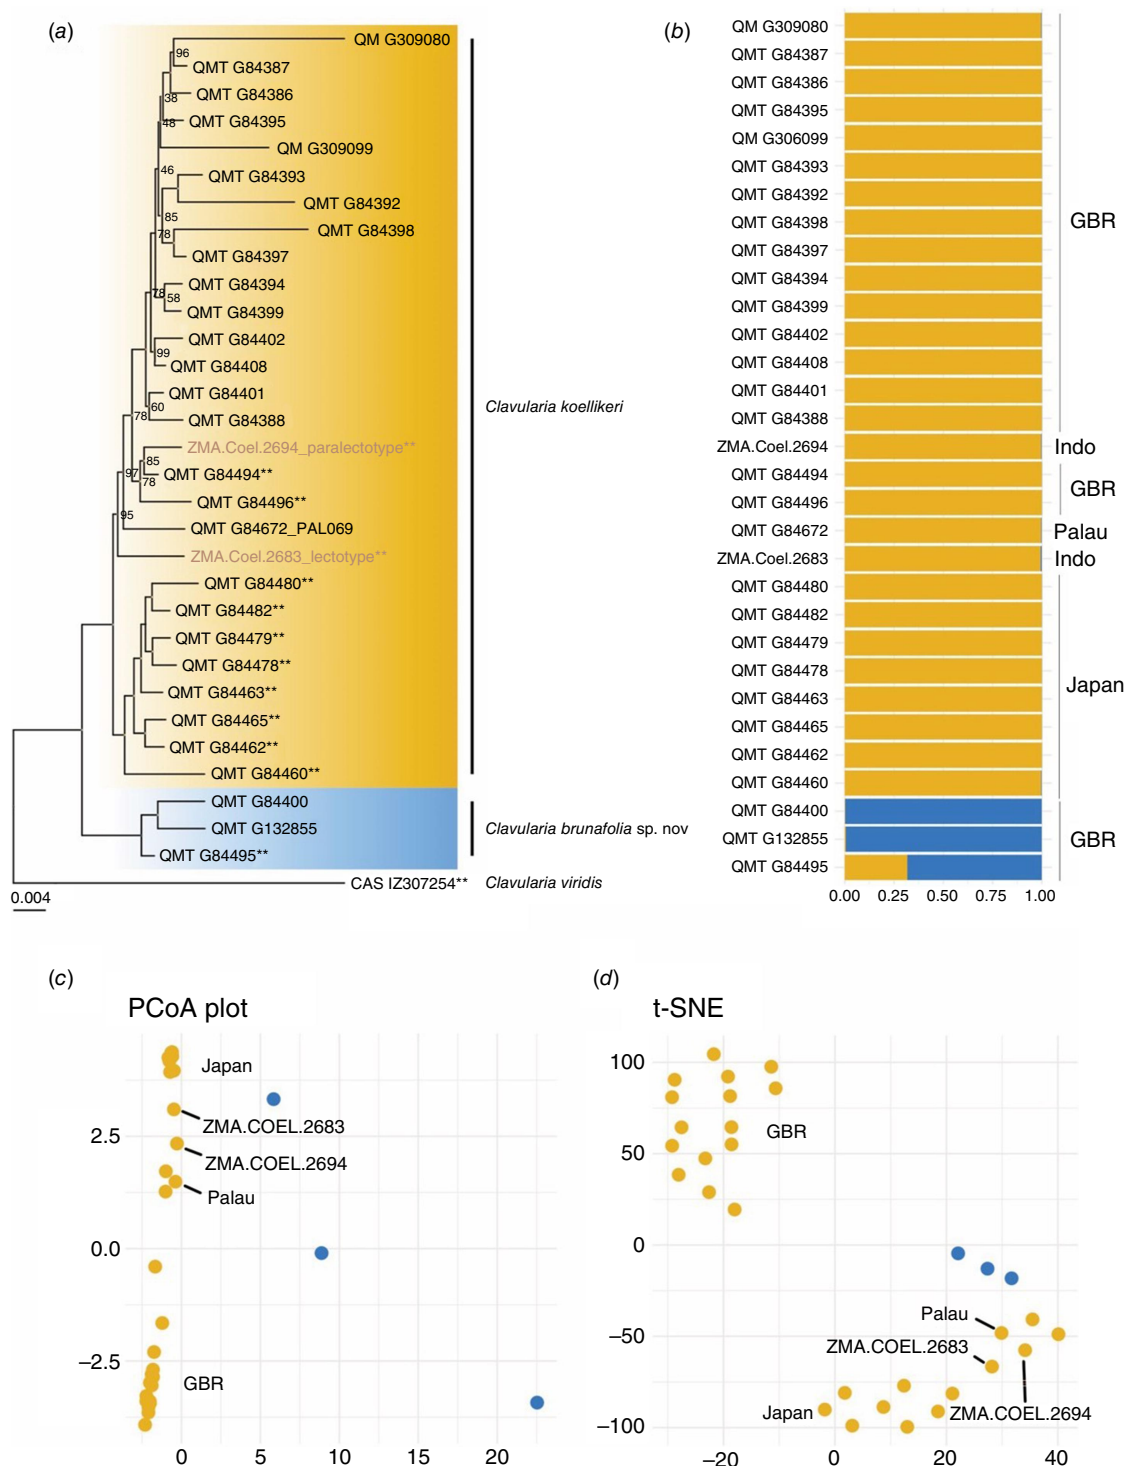 (a)
QM G309080
96
QMT G84387
38
QMT G84386
48
QMT G84395
QM G309099
46
QMT G84393
85
QMT G84392
78
QMT G84398
QMT G84397
78
58
QMT G84394
QMT G84399
99
QMT G84402
QMT G84408
60
QMT G84401
78
QMT G84388
ZMA.Coel.2694_paralectotype**
85
97
QMT G84494**
78
QMT G84496**
95
QMT G84672_PAL069
ZMA.Coel.2683_lectotype**
QMT G84480**
QMT G84482**
QMT G84479**
QMT G84478**
QMT G84463**
QMT G84465**
QMT G84462**
QMT G84460**
QMT G84400
QMT G132855
QMT G84495**
CAS IZ307254**
Clavularia koellikeri
Clavularia brunafolia sp. nov
Clavularia viridis
0.004
(b)
QM G309080
QMT G84387
QMT G84386
QMT G84395
QM G306099
QMT G84393
QMT G84392
QMT G84398
QMT G84397
QMT G84394
QMT G84399
QMT G84402
QMT G84408
QMT G84401
QMT G84388
ZMA.Coel.2694
QMT G84494
QMT G84496
QMT G84672
ZMA.Coel.2683
QMT G84480
QMT G84482
QMT G84479
QMT G84478
QMT G84463
QMT G84465
QMT G84462
QMT G84460
QMT G84400
QMT G132855
QMT G84495
GBR
Indo
GBR
Palau
Indo
Japan
GBR
0.00 0.25 0.50 0.75 1.00
(c)
PCoA plot
Japan
ZMA.COEL.2683
2.5
ZMA.COEL.2694
Palau
0.0
−2.5
GBR
0 5 10 15 20
(d)
t-SNE
100
GBR
50
0
Palau
−50
ZMA.COEL.2683
Japan
ZMA.COEL.2694
−100
−20 0 20 40